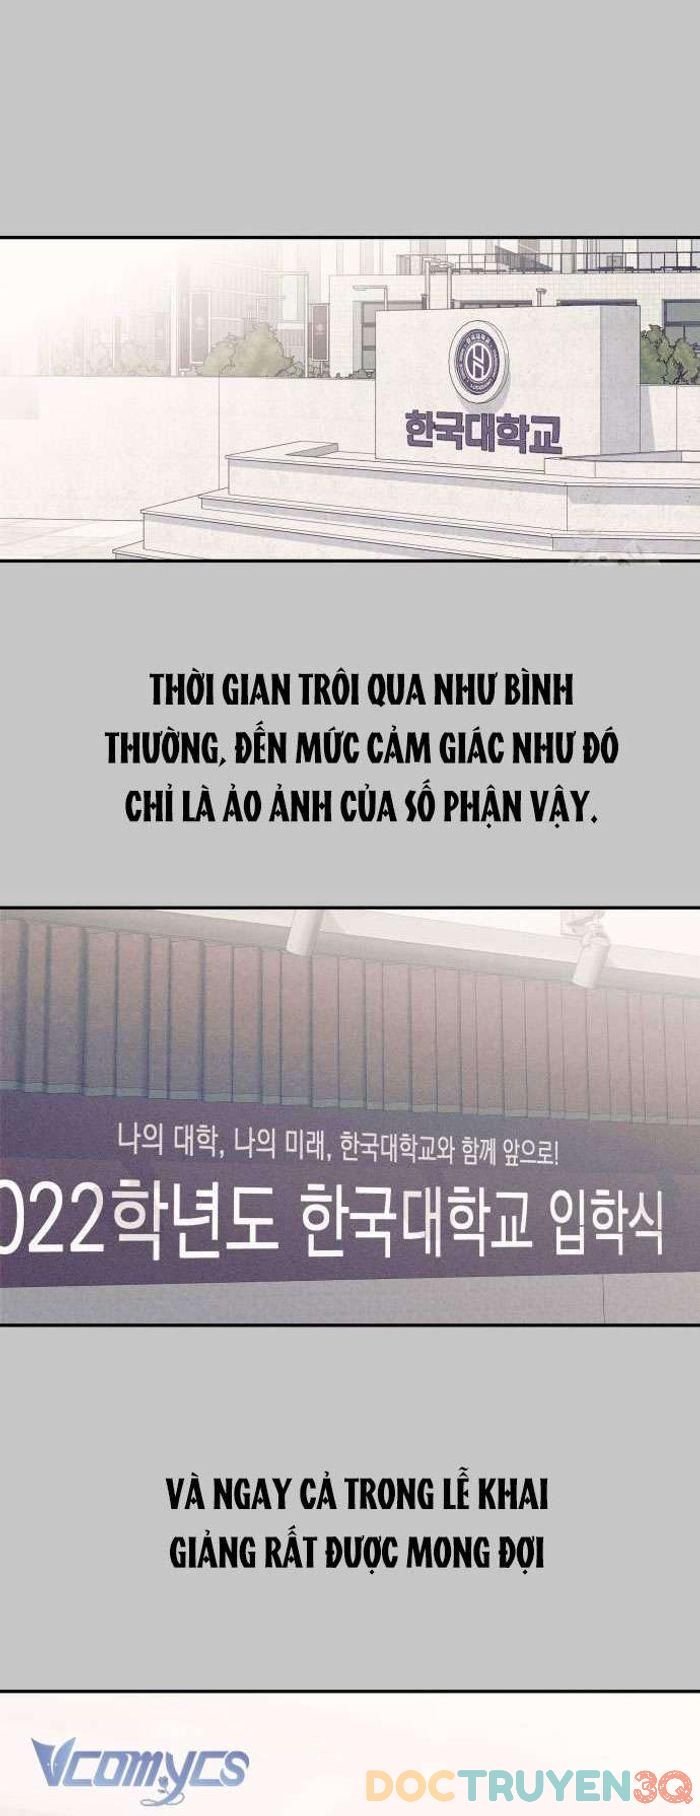 한국대학교
THỜI GIAN TRÔI QUA NHƯ BÌNH
THƯỜNG, ĐẾN MỨC CẢM GIÁC NHƯ ĐÓ
CHỈ LÀ ẢO ẢNH CỦA SỐ PHẬN VẬY.
나의 대학, 나의 미래, 한국대학교와 함께 앞으로!
2022학년도 한국대학교 입학식
VÀ NGAY CẢ TRONG LỄ KHAI
GIẢNG RẤT ĐƯỢC MONG ĐỢI
Vcomycs
DOCTRUYEN3Q